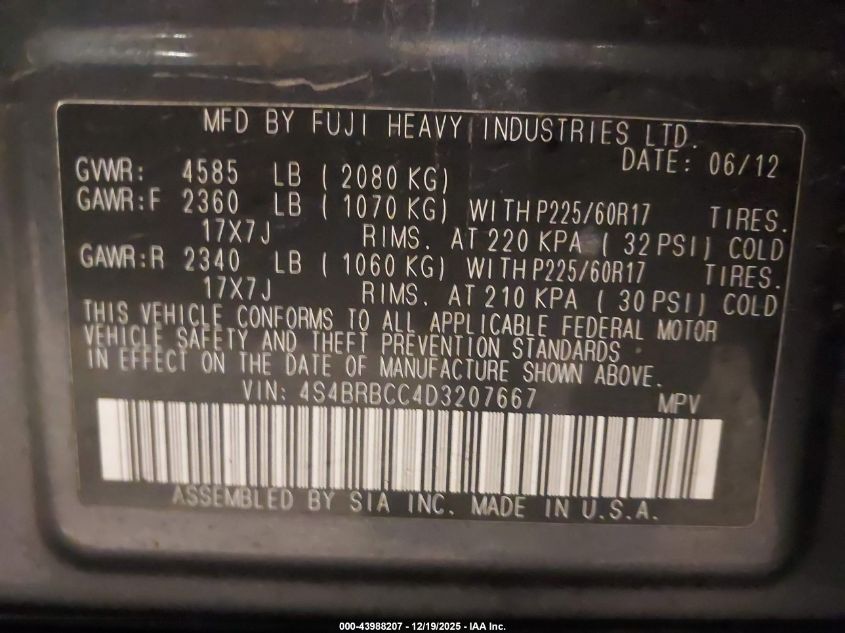 MFD BY FUJI HEAVY INDUSTRIES LTD.
DATE: 06/12
GVWR: 4585 LB ( 2080 KG)
GAWR:F 2360 LB ( 1070 KG) WITH P225/60R17 TIRES.
17X7J RIMS. AT 220 KPA ( 32 PSI) COLD
GAWR:R 2340 LB ( 1060 KG) WITH P225/60R17 TIRES.
17X7J RIMS. AT 210 KPA ( 30 PSI) COLD
THIS VEHICLE CONFORMS TO ALL APPLICABLE FEDERAL MOTOR
VEHICLE SAFETY AND THEFT PREVENTION STANDARDS
IN EFFECT ON THE DATE OF MANUFACTURE SHOWN ABOVE.
VIN: 4S4BRBCC4D3207667 MPV
ASSEMBLED BY SIA INC. MADE IN U.S.A.
000-43988207 - 12/19/2025 - IAA Inc.